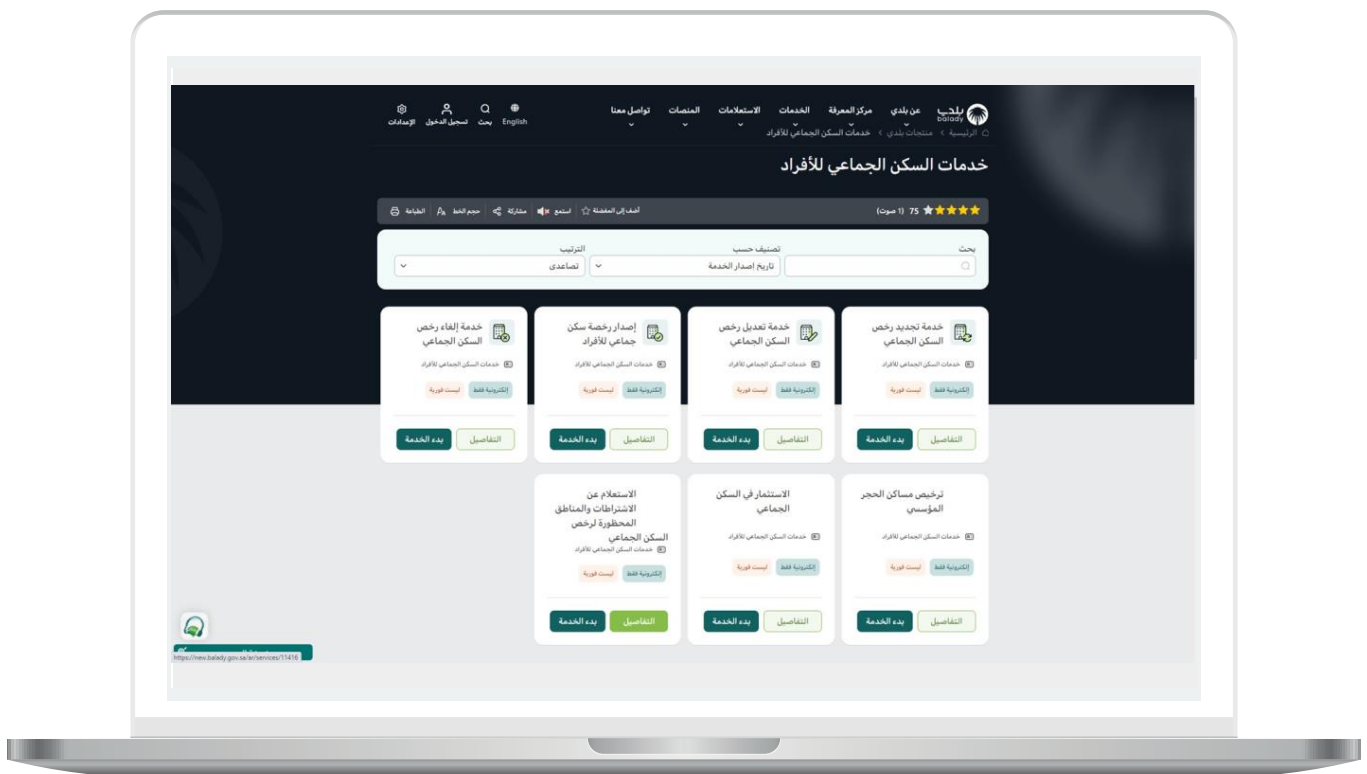 بلدي
balady
عن بلدي
مركز المعرفة
الخدمات
الاستعلامات
المنصات
تواصل معنا
English
بحث
تسجيل الدخول
الإعدادات
الرئيسية > منتجات بلدي > خدمات السكن الجماعي للأفراد
خدمات السكن الجماعي للأفراد
75 (1 صوت)
أضف إلى المفضلة
استمع
مشاركة
حجم الخط
الطباعة
بحث
تصنيف حسب
الترتيب
تاريخ إصدار الخدمة
تصاعدى
خدمة تجديد رخص
السكن الجماعي
خدمات السكن الجماعي للأفراد
إلكترونية فقط
ليست فورية
التفاصيل
بدء الخدمة
خدمة تعديل رخص
السكن الجماعي
خدمات السكن الجماعي للأفراد
إلكترونية فقط
ليست فورية
التفاصيل
بدء الخدمة
إصدار رخصة سكن
جماعي للأفراد
خدمات السكن الجماعي للأفراد
إلكترونية فقط
ليست فورية
التفاصيل
بدء الخدمة
خدمة إلغاء رخص
السكن الجماعي
خدمات السكن الجماعي للأفراد
إلكترونية فقط
ليست فورية
التفاصيل
بدء الخدمة
ترخيص مساكن الحجر
المؤسسي
خدمات السكن الجماعي للأفراد
إلكترونية فقط
ليست فورية
التفاصيل
بدء الخدمة
الاستثمار في السكن
الجماعي
خدمات السكن الجماعي للأفراد
إلكترونية فقط
ليست فورية
التفاصيل
بدء الخدمة
الاستعلام عن
الاشتراطات والمناطق
المحظورة لرخص
السكن الجماعي
خدمات السكن الجماعي للأفراد
إلكترونية فقط
ليست فورية
التفاصيل
بدء الخدمة
https://new.balady.gov.sa/ar/services/11416